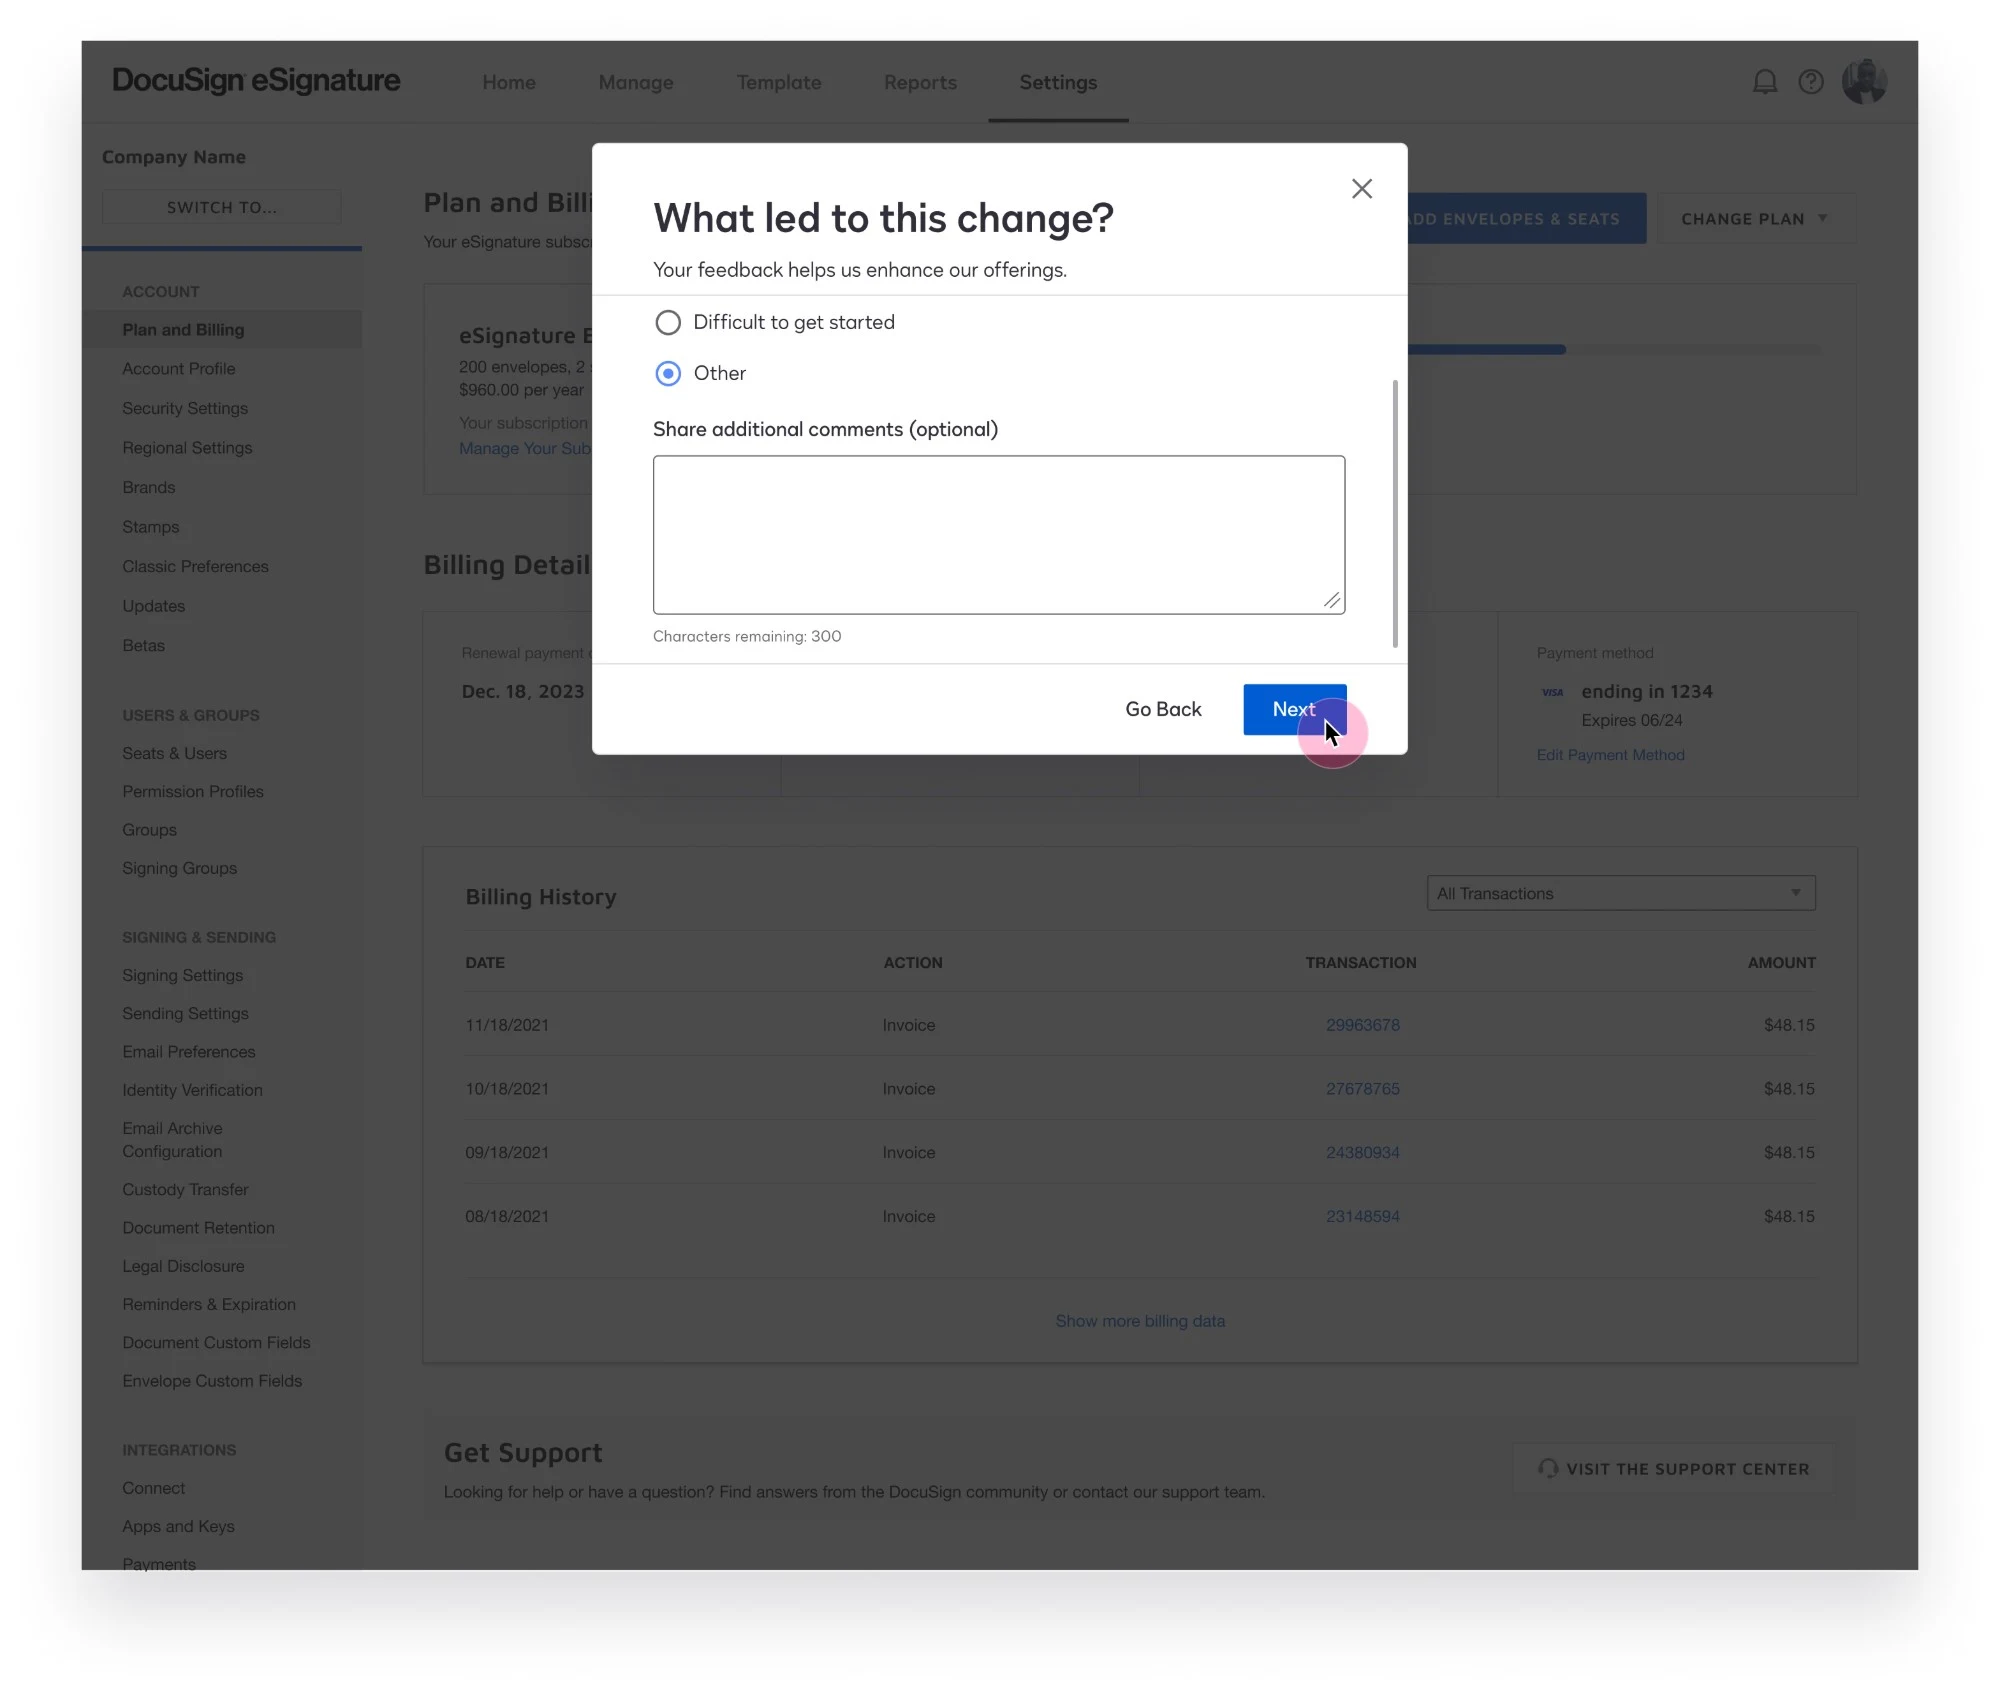 DocuSign eSignature
Home
Manage
Template
Reports
Settings
Company Name
SWITCH TO...
ACCOUNT
Plan and Billing
Account Profile
Security Settings
Regional Settings
Brands
Stamps
Classic Preferences
Updates
Betas
USERS & GROUPS
Seats & Users
Permission Profiles
Groups
Signing Groups
SIGNING & SENDING
Signing Settings
Sending Settings
Email Preferences
Identity Verification
Email Archive
Configuration
Custody Transfer
Document Retention
Legal Disclosure
Reminders & Expiration
Document Custom Fields
Envelope Custom Fields
INTEGRATIONS
Connect
Apps and Keys
Payments
Plan and Billi
Your eSignature subsc
ADD ENVELOPES & SEATS
CHANGE PLAN
eSignature
200 envelopes, 2
$960.00 per year
Your subscription
Manage Your Sub
What led to this change?
Your feedback helps us enhance our offerings.
Difficult to get started
Other
Share additional comments (optional)
Characters remaining: 300
Go Back
Next
Billing Detail
Renewal payment
Dec. 18, 2023
Payment method
VISA ending in 1234
Expires 06/24
Edit Payment Method
Billing History
All Transactions
DATE ACTION TRANSACTION AMOUNT
11/18/2021 Invoice 29963678 $48.15
10/18/2021 Invoice 27678765 $48.15
09/18/2021 Invoice 24380934 $48.15
08/18/2021 Invoice 23148594 $48.15
Show more billing data
Get Support
Looking for help or have a question? Find answers from the DocuSign community or contact our support team.
VISIT THE SUPPORT CENTER